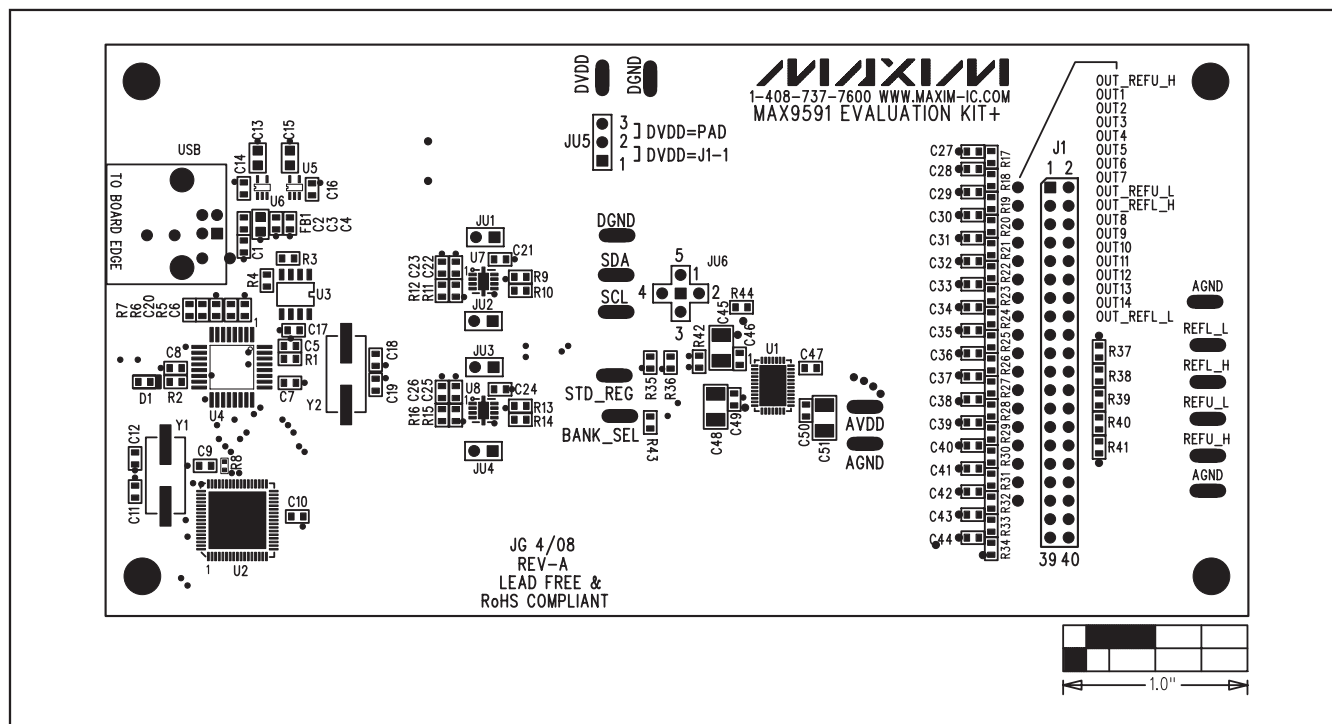 DVDD
DGND
MAXIM
1-408-737-7600 WWW.MAXIM-IC.COM
MAX9591 EVALUATION KIT+
JU5
3
2
1
DVDD=PAD
DVDD=J1-1
OUT_REFU_H
OUT1
OUT2
OUT3
OUT4
OUT5
OUT6
OUT7
OUT_REFU_L
OUT_REFL_H
OUT8
OUT9
OUT10
OUT11
OUT12
OUT13
OUT14
OUT_REFL_L
J1
1 2
39 40
USB
TO BOARD EDGE
C13
C15
C14
U5
C16
U6
FB1
C2
C3
C4
C1
R3
R4
U3
R7
R6
C20
R5
C6
1
C17
C5
R1
C7
C8
R2
D1
U4
Y2
C18
C19
Y1
C12
C11
C9
R8
C10
1
U2
JU1
U7
1
C21
C23
C22
R12
R11
R9
R10
JU2
JU3
U8
1
C24
C26
C25
R16
R15
R13
R14
JU4
DGND
SDA
SCL
STD_REG
BANK_SEL
JU6
5
1
4
2
3
R44
C45
C46
R42
R35
R36
R43
U1
1
C47
C48
C49
C50
C51
AVDD
AGND
C27
C28
C29
C30
C31
C32
C33
C34
C35
C36
C37
C38
C39
C40
C41
C42
C43
C44
R17
R18
R19
R20
R21
R22
R23
R24
R25
R26
R27
R28
R29
R30
R31
R32
R33
R34
R37
R38
R39
R40
R41
AGND
REFL_L
REFL_H
REFU_L
REFU_H
AGND
JG 4/08
REV-A
LEAD FREE &
RoHS COMPLIANT
1.0"